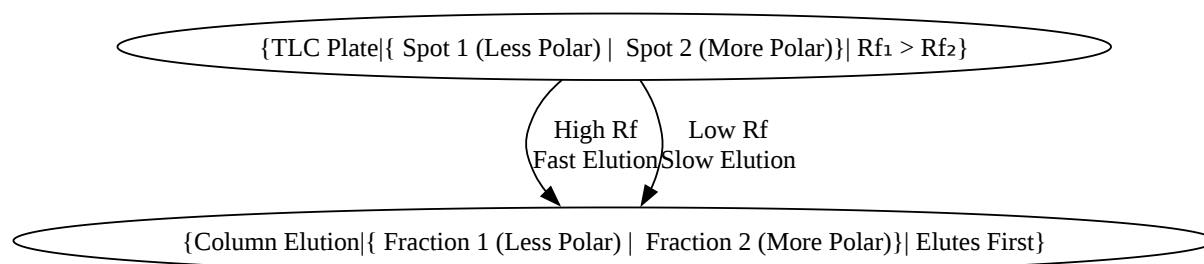 {TLC Plate|{ Spot 1 (Less Polar) |  Spot 2 (More Polar)}| Rf₁ > Rf₂}
High Rf
Fast Elution
Low Rf
Slow Elution
{Column Elution|{ Fraction 1 (Less Polar) |  Fraction 2 (More Polar)}| Elutes First}